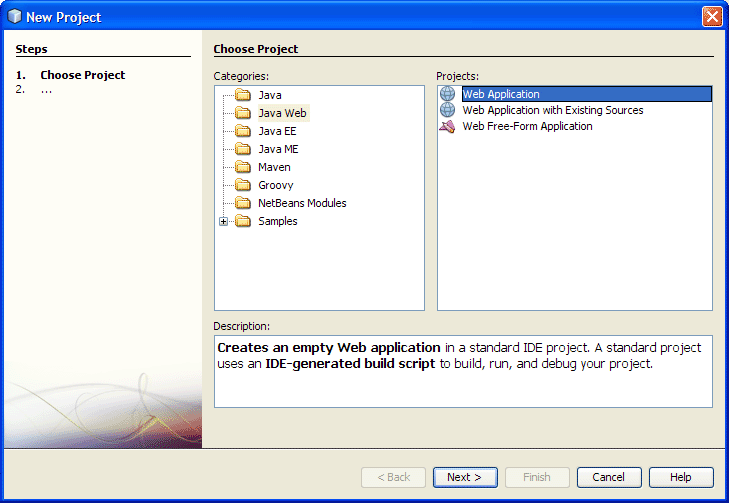 New Project
Steps
1. Choose Project
2. ...
Choose Project
Categories:
Java
Java Web
Java EE
Java ME
Maven
Groovy
NetBeans Modules
Samples
Projects:
Web Application
Web Application with Existing Sources
Web Free-Form Application
Description:
Creates an empty Web application in a standard IDE project. A standard project
uses an IDE-generated build script to build, run, and debug your project.
< Back
Next >
Finish
Cancel
Help